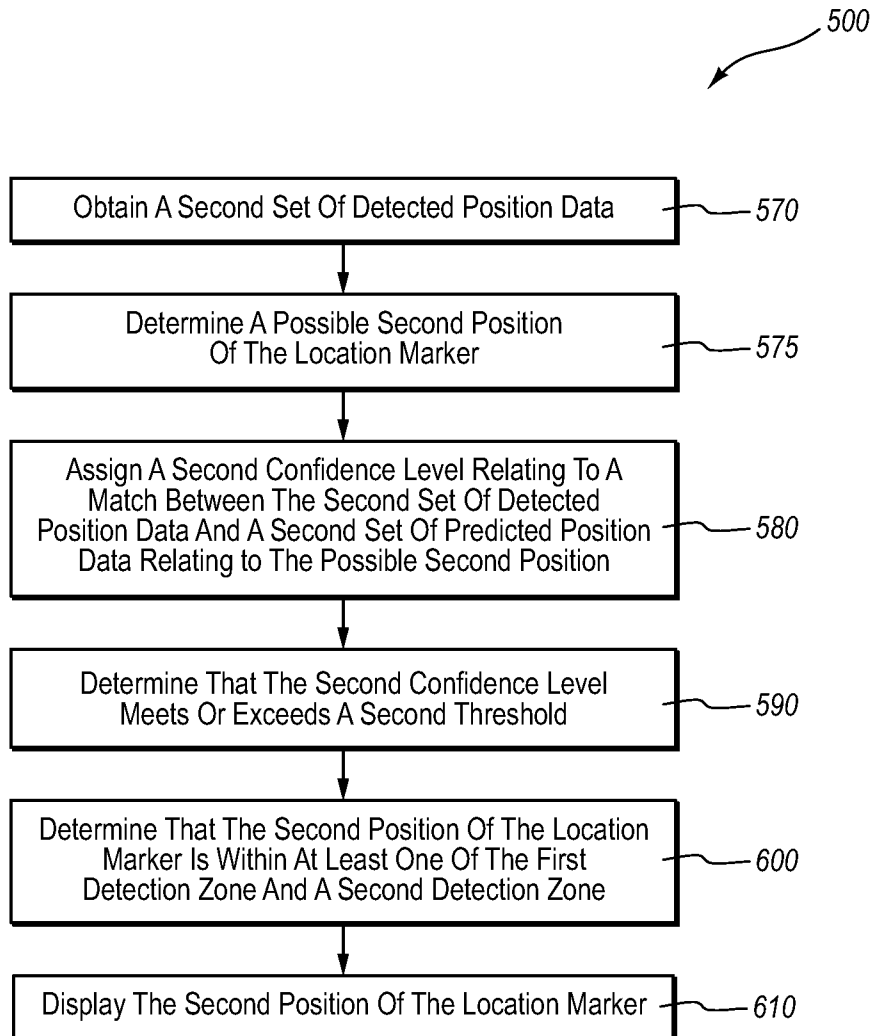 500
Obtain A Second Set Of Detected Position Data
570
Determine A Possible Second Position
Of The Location Marker
575
Assign A Second Confidence Level Relating To A
Match Between The Second Set Of Detected
Position Data And A Second Set Of Predicted Position
Data Relating to The Possible Second Position
580
Determine That The Second Confidence Level
Meets Or Exceeds A Second Threshold
590
Determine That The Second Position Of The Location
Marker Is Within At Least One Of The First
Detection Zone And A Second Detection Zone
600
Display The Second Position Of The Location Marker
610